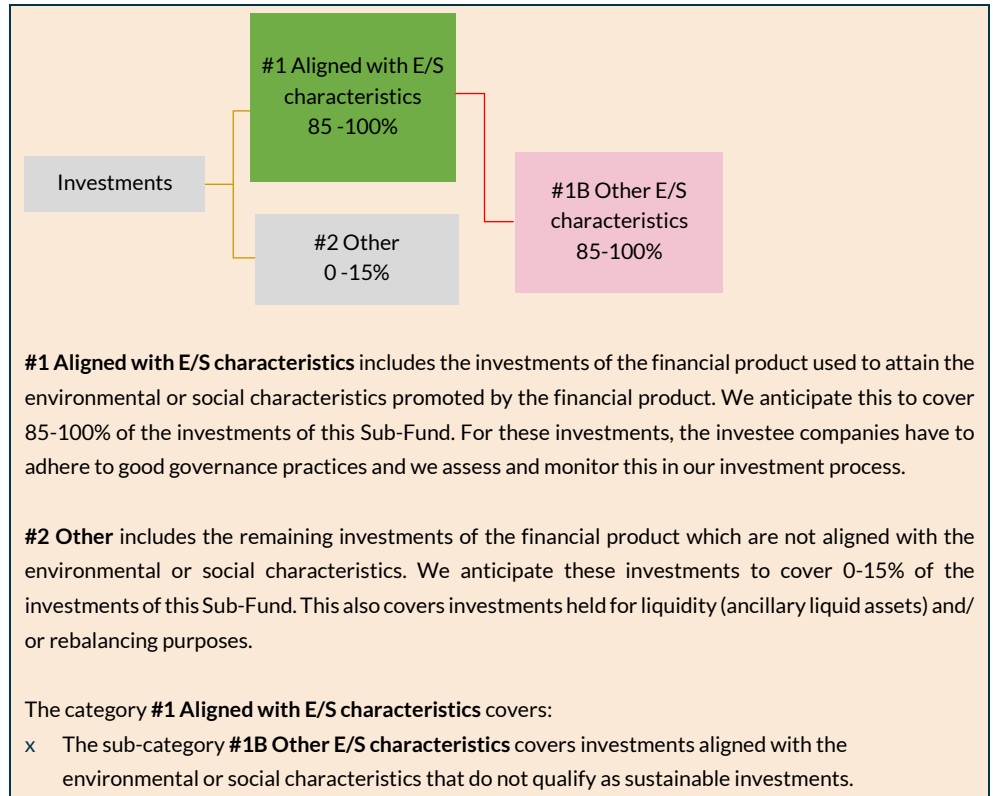 #1 Aligned with E/S
characteristics
85 -100%
Investments
#1B Other E/S
characteristics
85-100%
#2 Other
0 -15%
#1 Aligned with E/S characteristics includes the investments of the financial product used to attain the
environmental or social characteristics promoted by the financial product. We anticipate this to cover
85-100% of the investments of this Sub-Fund. For these investments, the investee companies have to
adhere to good governance practices and we assess and monitor this in our investment process.
#2 Other includes the remaining investments of the financial product which are not aligned with the
environmental or social characteristics. We anticipate these investments to cover 0-15% of the
investments of this Sub-Fund. This also covers investments held for liquidity (ancillary liquid assets) and/
or rebalancing purposes.
The category #1 Aligned with E/S characteristics covers:
x The sub-category #1B Other E/S characteristics covers investments aligned with the
environmental or social characteristics that do not qualify as sustainable investments.